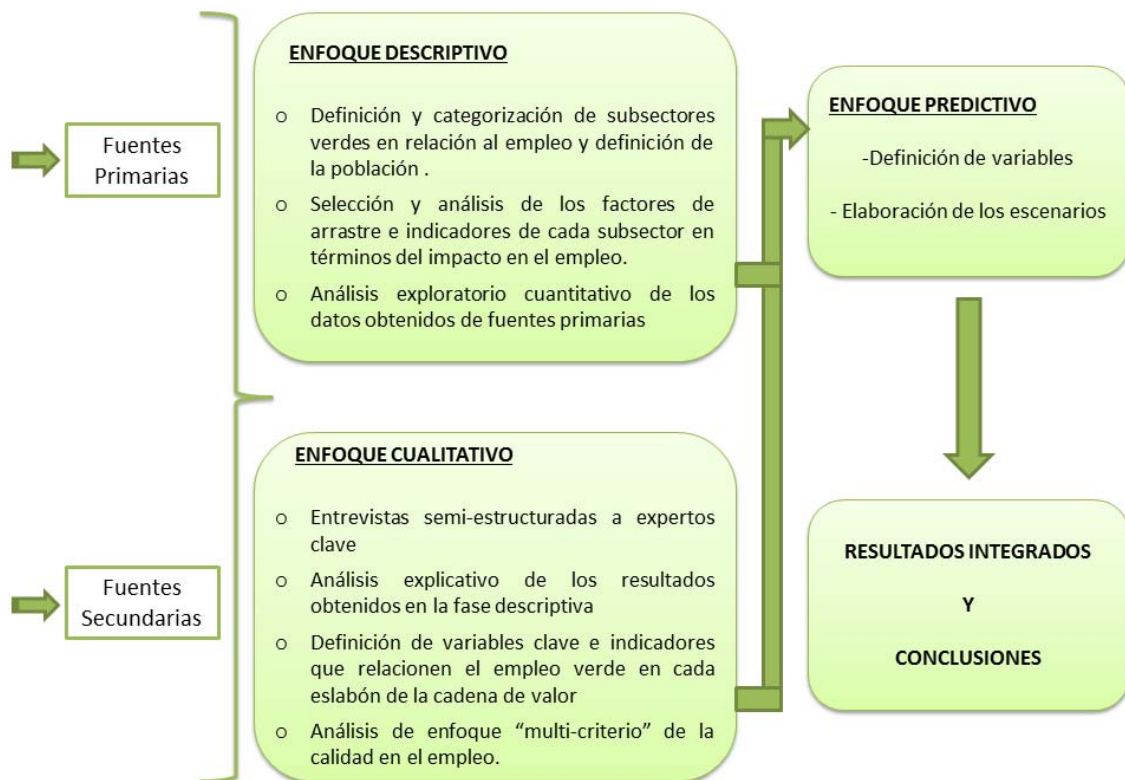 Fuentes
Primarias
ENFOQUE DESCRIPTIVO
o Definición y categorización de subsectores
verdes en relación al empleo y definición de
la población .
o Selección y análisis de los factores de
arrastre e indicadores de cada subsector en
términos del impacto en el empleo.
o Análisis exploratorio cuantitativo de los
datos obtenidos de fuentes primarias
Fuentes
Secundarias
ENFOQUE CUALITATIVO
o Entrevistas semi-estructuradas a expertos
clave
o Análisis explicativo de los resultados
obtenidos en la fase descriptiva
o Definición de variables clave e indicadores
que relacionen el empleo verde en cada
eslabón de la cadena de valor
o Análisis de enfoque “multi-criterio” de la
calidad en el empleo.
ENFOQUE PREDICTIVO
-Definición de variables
- Elaboración de los escenarios
RESULTADOS INTEGRADOS
Y
CONCLUSIONES